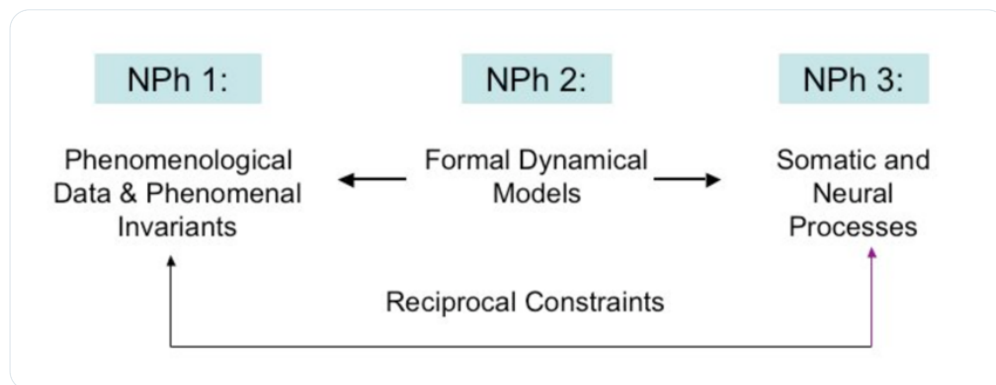 NPh 1:
NPh 2:
NPh 3:
Phenomenological
Data & Phenomenal
Invariants
Formal Dynamical
Models
Somatic and
Neural
Processes
Reciprocal Constraints